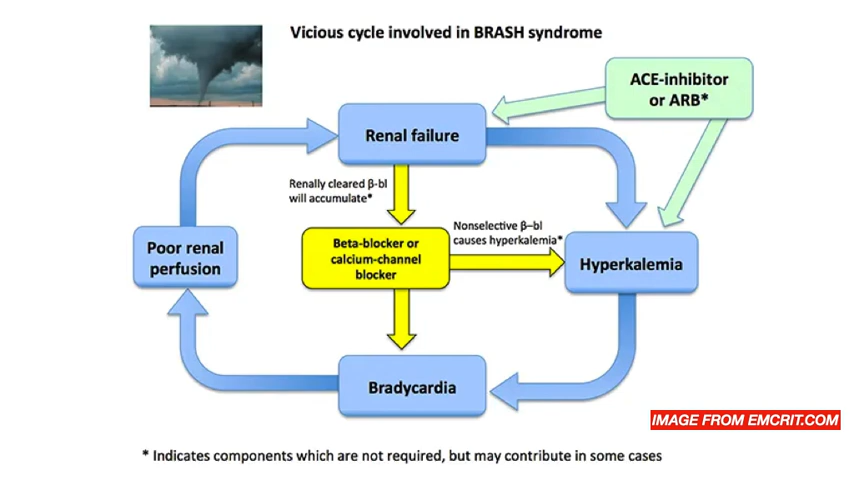 Vicious cycle involved in BRASH syndrome
ACE-inhibitor
or ARB*
Renal failure
Renally cleared β-bl
will accumulate*
Nonselective β–bl
causes hyperkalemia*
Beta-blocker or
calcium-channel
blocker
Poor renal
perfusion
Hyperkalemia
Bradycardia
IMAGE FROM EMCRIT.COM
* Indicates components which are not required, but may contribute in some cases